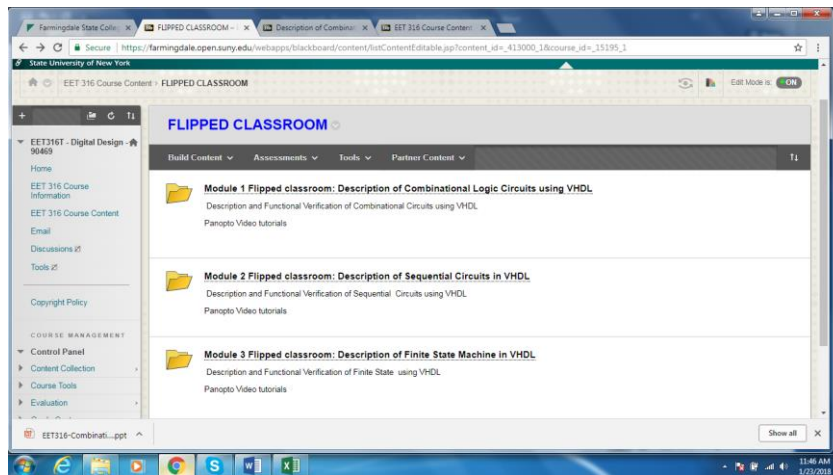 Farmingdale State Colleg
FLIPPED CLASSROOM –
Description of Combinat
EET 316 Course Content
Secure | https://farmingdale.open.suny.edu/webapps/blackboard/content/listContentEditable.jsp?content_id=_413000_1&course_id=_15195_1
State University of New York
EET 316 Course Content > FLIPPED CLASSROOM
Edit Mode is: ON
EET316T - Digital Design -
90469
Home
EET 316 Course
Information
EET 316 Course Content
Email
Discussions
Tools
Copyright Policy
COURSE MANAGEMENT
Control Panel
Content Collection
Course Tools
Evaluation
FLIPPED CLASSROOM
Build Content
Assessments
Tools
Partner Content
Module 1 Flipped classroom: Description of Combinational Logic Circuits using VHDL
Description and Functional Verification of Combinational Circuits using VHDL
Panopto Video tutorials
Module 2 Flipped classroom: Description of Sequential Circuits in VHDL
Description and Functional Verification of Sequential Circuits using VHDL
Panopto Video tutorials
Module 3 Flipped classroom: Description of Finite State Machine in VHDL
Description and Functional Verification of Finite State using VHDL
Panopto Video tutorials
EET316-Combinati....ppt
Show all
11:46 AM
1/23/2018